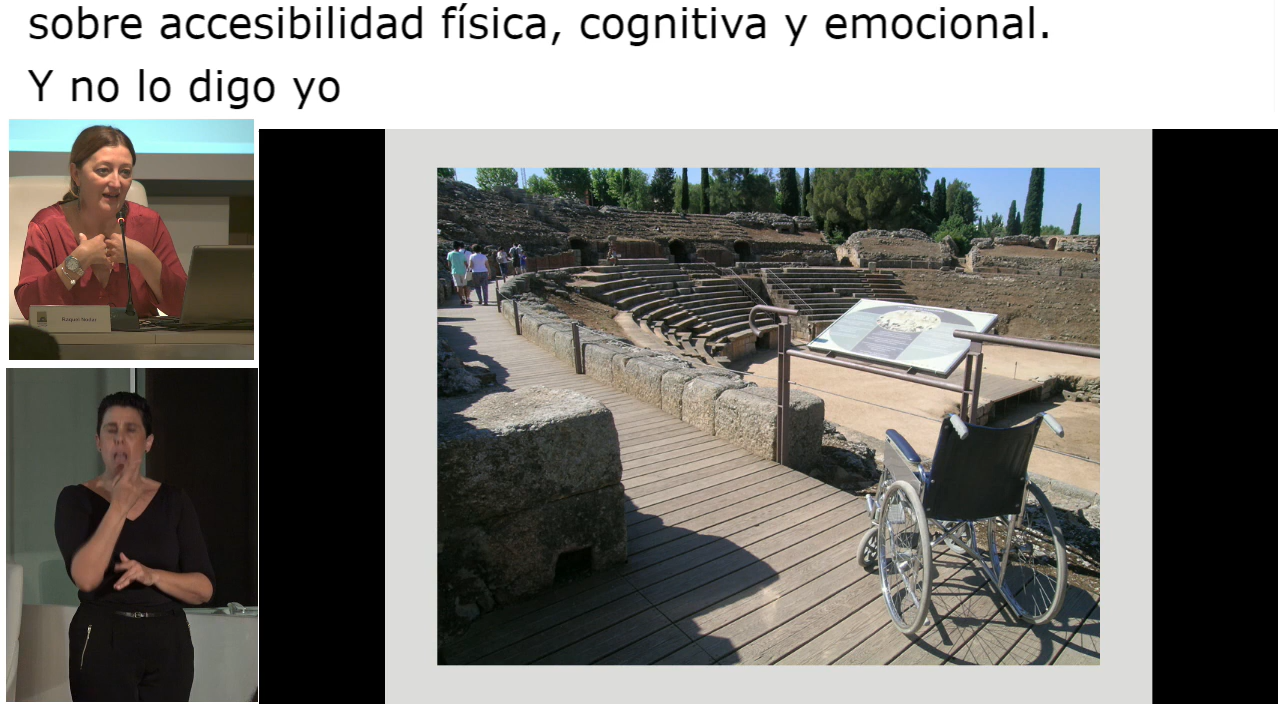 sobre accesibilidad física, cognitiva y emocional.
Y no lo digo yo